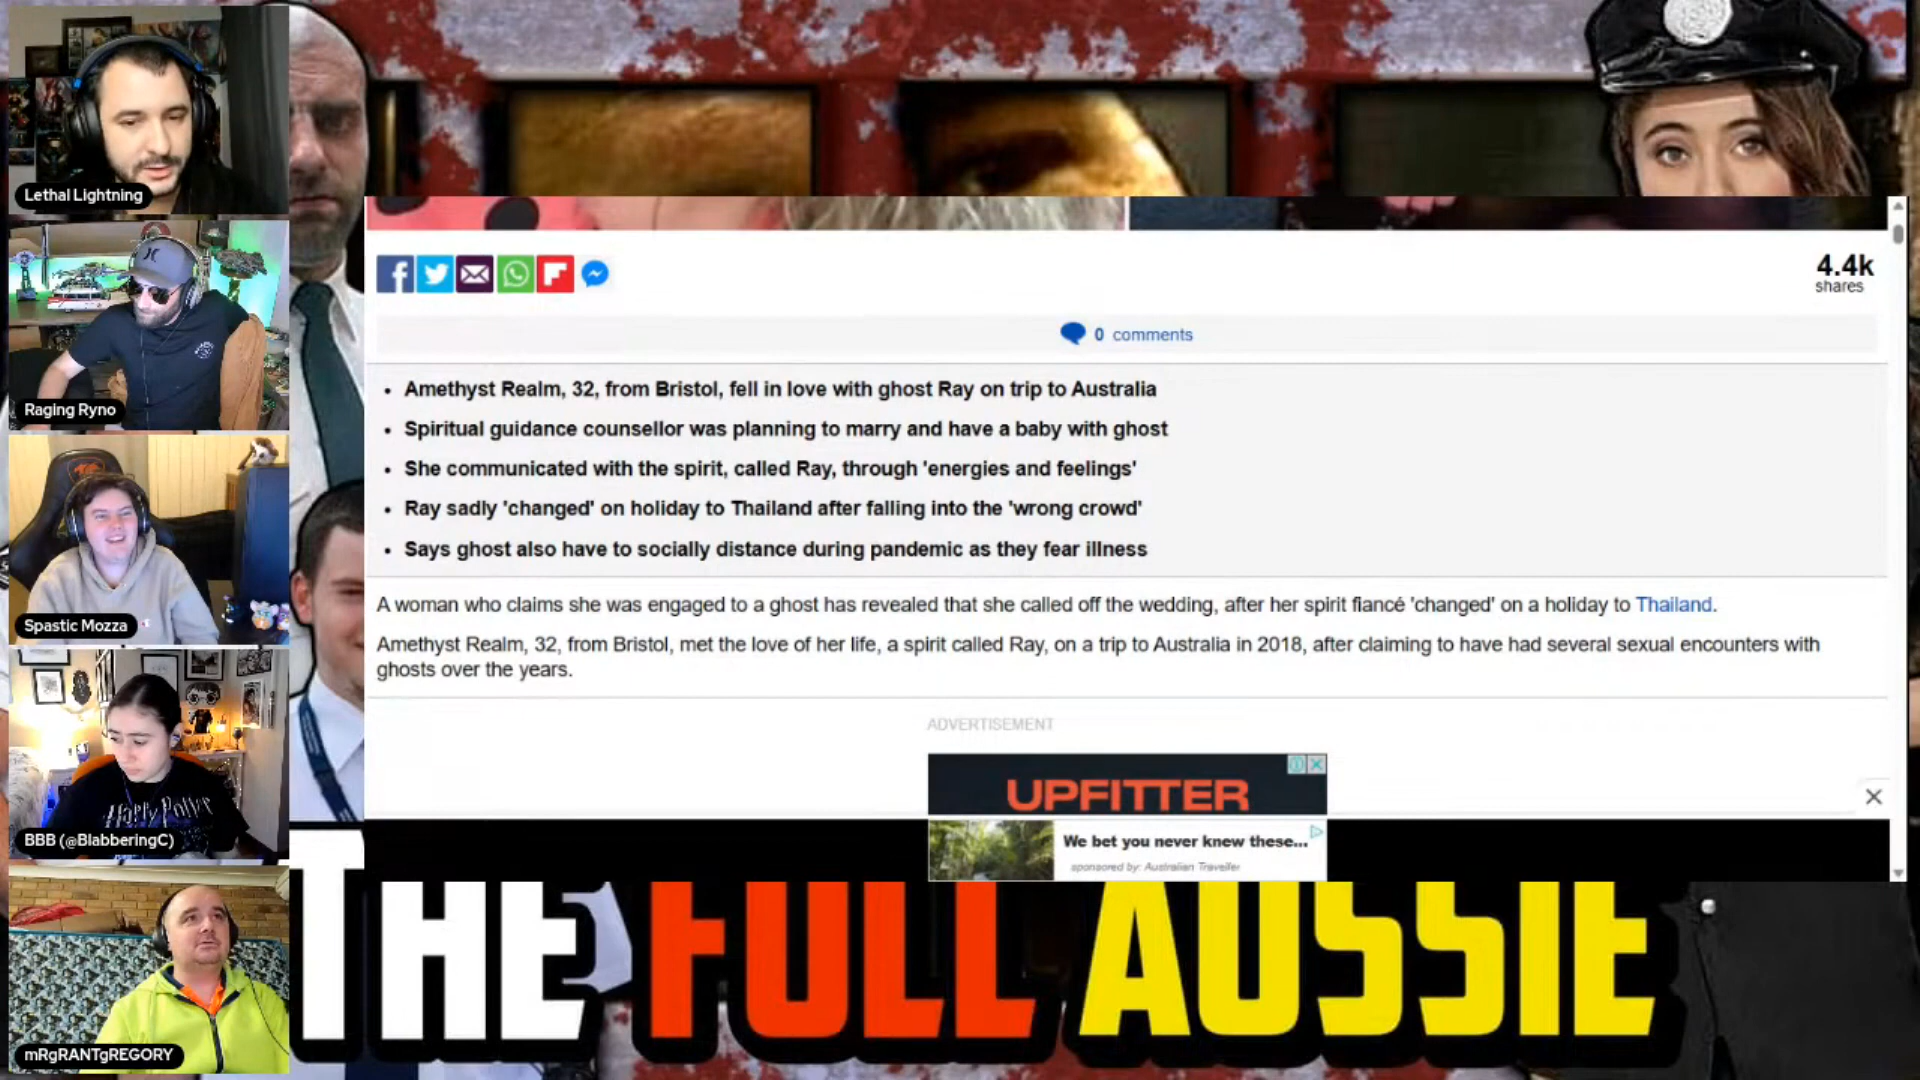 Lethal Lightning
Raging Ryno
Spastic Mozza
Harry Potter
BBB (@BlabberingC)
mRgRANTgREGORY
4.4k
shares
0 comments
• Amethyst Realm, 32, from Bristol, fell in love with ghost Ray on trip to Australia
• Spiritual guidance counsellor was planning to marry and have a baby with ghost
• She communicated with the spirit, called Ray, through 'energies and feelings'
• Ray sadly 'changed' on holiday to Thailand after falling into the 'wrong crowd'
• Says ghost also have to socially distance during pandemic as they fear illness
A woman who claims she was engaged to a ghost has revealed that she called off the wedding, after her spirit fiancé 'changed' on a holiday to Thailand.
Amethyst Realm, 32, from Bristol, met the love of her life, a spirit called Ray, on a trip to Australia in 2018, after claiming to have had several sexual encounters with
ghosts over the years.
ADVERTISEMENT
UPFITTER
We bet you never knew these...
sponsored by: Australian Traveller
THE FULL AUSSIE